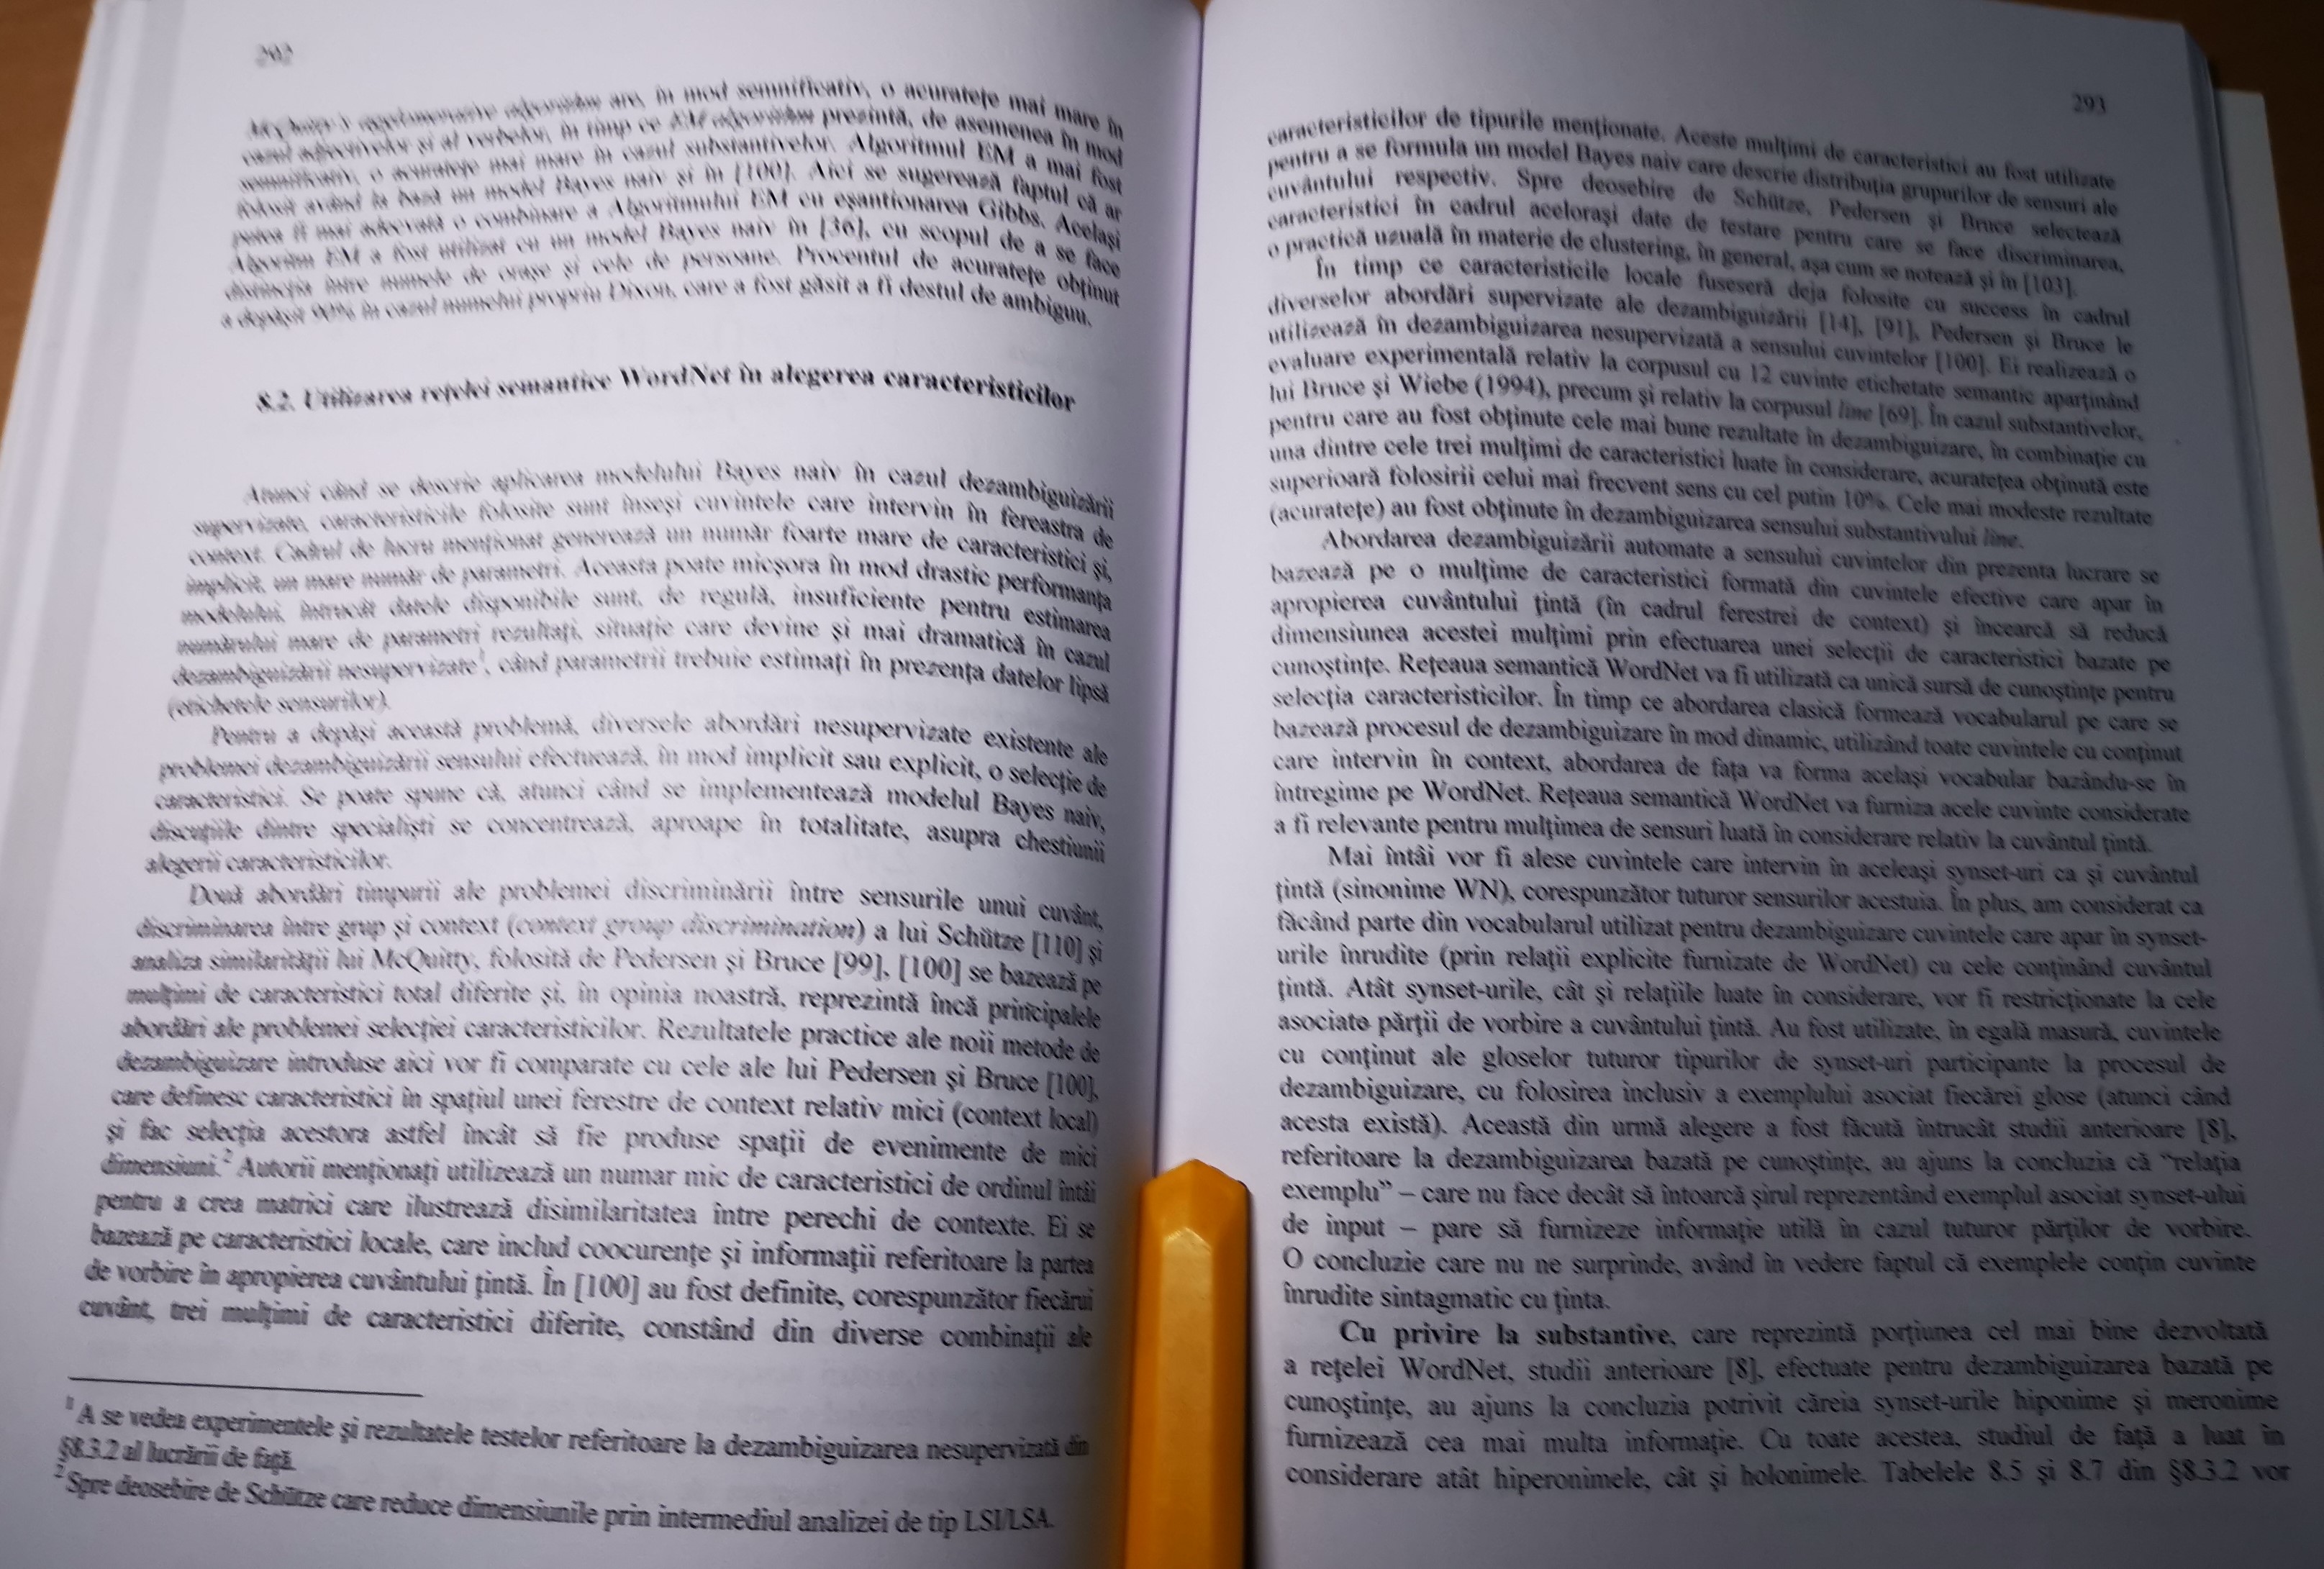 292
McQuitty's agglomerative algorithm are, în mod semnificativ, o acuratețe mai mare în
cazul adjectivelor și al verbelor, în timp ce EM algorithm prezintă, de asemenea în mod
semnificativ, o acuratețe mai mare în cazul substantivelor. Algoritmul EM a mai fost
folosit având la bază un model Bayes naiv și în [100]. Aici se sugerează faptul că ar
putea fi mai adecvată o combinare a Algoritmului EM cu eșantionarea Gibbs. Același
Algoritm EM a fost utilizat cu un model Bayes naiv în [36], cu scopul de a se face
distincția între numele de orașe și cele de persoane. Procentul de acuratețe obținut
a depășit 90% în cazul numelui propriu Dixon, care a fost găsit a fi destul de ambiguu.
8.2. Utilizarea rețelei semantice WordNet în alegerea caracteristicilor
Atunci când se descrie aplicarea modelului Bayes naiv în cazul dezambiguizării
supervizate, caracteristicile folosite sunt înseși cuvintele care intervin în fereastra de
context. Cadrul de lucru menționat generează un număr foarte mare de caracteristici și,
implicit, un mare număr de parametri. Aceasta poate micșora în mod drastic performanța
modelului, întrucât datele disponibile sunt, de regulă, insuficiente pentru estimarea
numărului mare de parametri rezultați, situație care devine și mai dramatică în cazul
dezambiguizării nesupervizate¹, când parametrii trebuie estimați în prezența datelor lipsă
(etichetele sensurilor).
Pentru a depăși această problemă, diversele abordări nesupervizate existente ale
problemei dezambiguizării sensului efectuează, în mod implicit sau explicit, o selecție de
caracteristici. Se poate spune că, atunci când se implementează modelul Bayes naiv,
discuțiile dintre specialiști se concentrează, aproape în totalitate, asupra chestiunii
alegerii caracteristicilor.
Două abordări timpurii ale problemei discriminării între sensurile unui cuvânt,
discriminarea între grup și context (context group discrimination) a lui Schütze [110] și
analiza similarității lui McQuitty, folosită de Pedersen și Bruce [99], [100] se bazează pe
mulțimi de caracteristici total diferite și, în opinia noastră, reprezintă încă principalele
abordări ale problemei selecției caracteristicilor. Rezultatele practice ale noii metode de
dezambiguizare introduse aici vor fi comparate cu cele ale lui Pedersen și Bruce [100],
care definesc caracteristici în spațiul unei ferestre de context relativ mici (context local)
și fac selecția acestora astfel încât să fie produse spații de evenimente de mici
dimensiuni.² Autorii menționați utilizează un numar mic de caracteristici de ordinul întâi
pentru a crea matrici care ilustrează disimilaritatea între perechi de contexte. Ei se
bazează pe caracteristici locale, care includ coocurențe și informații referitoare la partea
de vorbire în apropierea cuvântului țintă. În [100] au fost definite, corespunzător fiecărui
cuvânt, trei mulțimi de caracteristici diferite, constând din diverse combinații ale
¹ A se vedea experimentele și rezultatele testelor referitoare la dezambiguizarea nesupervizată din
§8.3.2 al lucrării de față.
² Spre deosebire de Schütze care reduce dimensiunile prin intermediul analizei de tip LSI/LSA.
293
caracteristicilor de tipurile menționate. Aceste mulțimi de caracteristici au fost utilizate
pentru a se formula un model Bayes naiv care descrie distribuția grupurilor de sensuri ale
cuvântului respectiv. Spre deosebire de Schütze, Pedersen și Bruce selectează
caracteristici în cadrul acelorași date de testare pentru care se face discriminarea,
o practică uzuală în materie de clustering, în general, așa cum se notează și în [103].
În timp ce caracteristicile locale fuseseră deja folosite cu success în cadrul
diverselor abordări supervizate ale dezambiguizării [14], [91], Pedersen și Bruce le
utilizează în dezambiguizarea nesupervizată a sensului cuvintelor [100]. Ei realizează o
evaluare experimentală relativ la corpusul cu 12 cuvinte etichetate semantic aparținând
lui Bruce și Wiebe (1994), precum și relativ la corpusul line [69]. În cazul substantivelor,
pentru care au fost obținute cele mai bune rezultate în dezambiguizare, în combinație cu
una dintre cele trei mulțimi de caracteristici luate în considerare, acuratețea obținută este
superioară folosirii celui mai frecvent sens cu cel putin 10%. Cele mai modeste rezultate
(acuratețe) au fost obținute în dezambiguizarea sensului substantivului line.
Abordarea dezambiguizării automate a sensului cuvintelor din prezenta lucrare se
bazează pe o mulțime de caracteristici formată din cuvintele efective care apar în
apropierea cuvântului țintă (în cadrul ferestrei de context) și încearcă să reducă
dimensiunea acestei mulțimi prin efectuarea unei selecții de caracteristici bazate pe
cunoștințe. Rețeaua semantică WordNet va fi utilizată ca unică sursă de cunoștințe pentru
selecția caracteristicilor. În timp ce abordarea clasică formează vocabularul pe care se
bazează procesul de dezambiguizare în mod dinamic, utilizând toate cuvintele cu conținut
care intervin în context, abordarea de fața va forma același vocabular bazându-se în
întregime pe WordNet. Rețeaua semantică WordNet va furniza acele cuvinte considerate
a fi relevante pentru mulțimea de sensuri luată în considerare relativ la cuvântul țintă.
Mai întâi vor fi alese cuvintele care intervin în aceleași synset-uri ca și cuvântul
țintă (sinonime WN), corespunzător tuturor sensurilor acestuia. În plus, am considerat ca
făcând parte din vocabularul utilizat pentru dezambiguizare cuvintele care apar în synset-
urile înrudite (prin relații explicite furnizate de WordNet) cu cele conținând cuvântul
țintă. Atât synset-urile, cât și relațiile luate în considerare, vor fi restricționate la cele
asociate părții de vorbire a cuvântului țintă. Au fost utilizate, în egală masură, cuvintele
cu conținut ale gloselor tuturor tipurilor de synset-uri participante la procesul de
dezambiguizare, cu folosirea inclusiv a exemplului asociat fiecărei glose (atunci când
acesta există). Această din urmă alegere a fost făcută întrucât studii anterioare [8],
referitoare la dezambiguizarea bazată pe cunoștințe, au ajuns la concluzia că “relația
exemplu” – care nu face decât să întoarcă șirul reprezentând exemplul asociat synset-ului
de input – pare să furnizeze informație utilă în cazul tuturor părților de vorbire.
O concluzie care nu ne surprinde, având în vedere faptul că exemplele conțin cuvinte
înrudite sintagmatic cu ținta.
Cu privire la substantive, care reprezintă porțiunea cel mai bine dezvoltată
a rețelei WordNet, studii anterioare [8], efectuate pentru dezambiguizarea bazată pe
cunoștințe, au ajuns la concluzia potrivit căreia synset-urile hiponime și meronime
furnizează cea mai multa informație. Cu toate acestea, studiul de față a luat în
considerare atât hiperonimele, cât și holonimele. Tabelele 8.5 și 8.7 din §8.3.2 vor